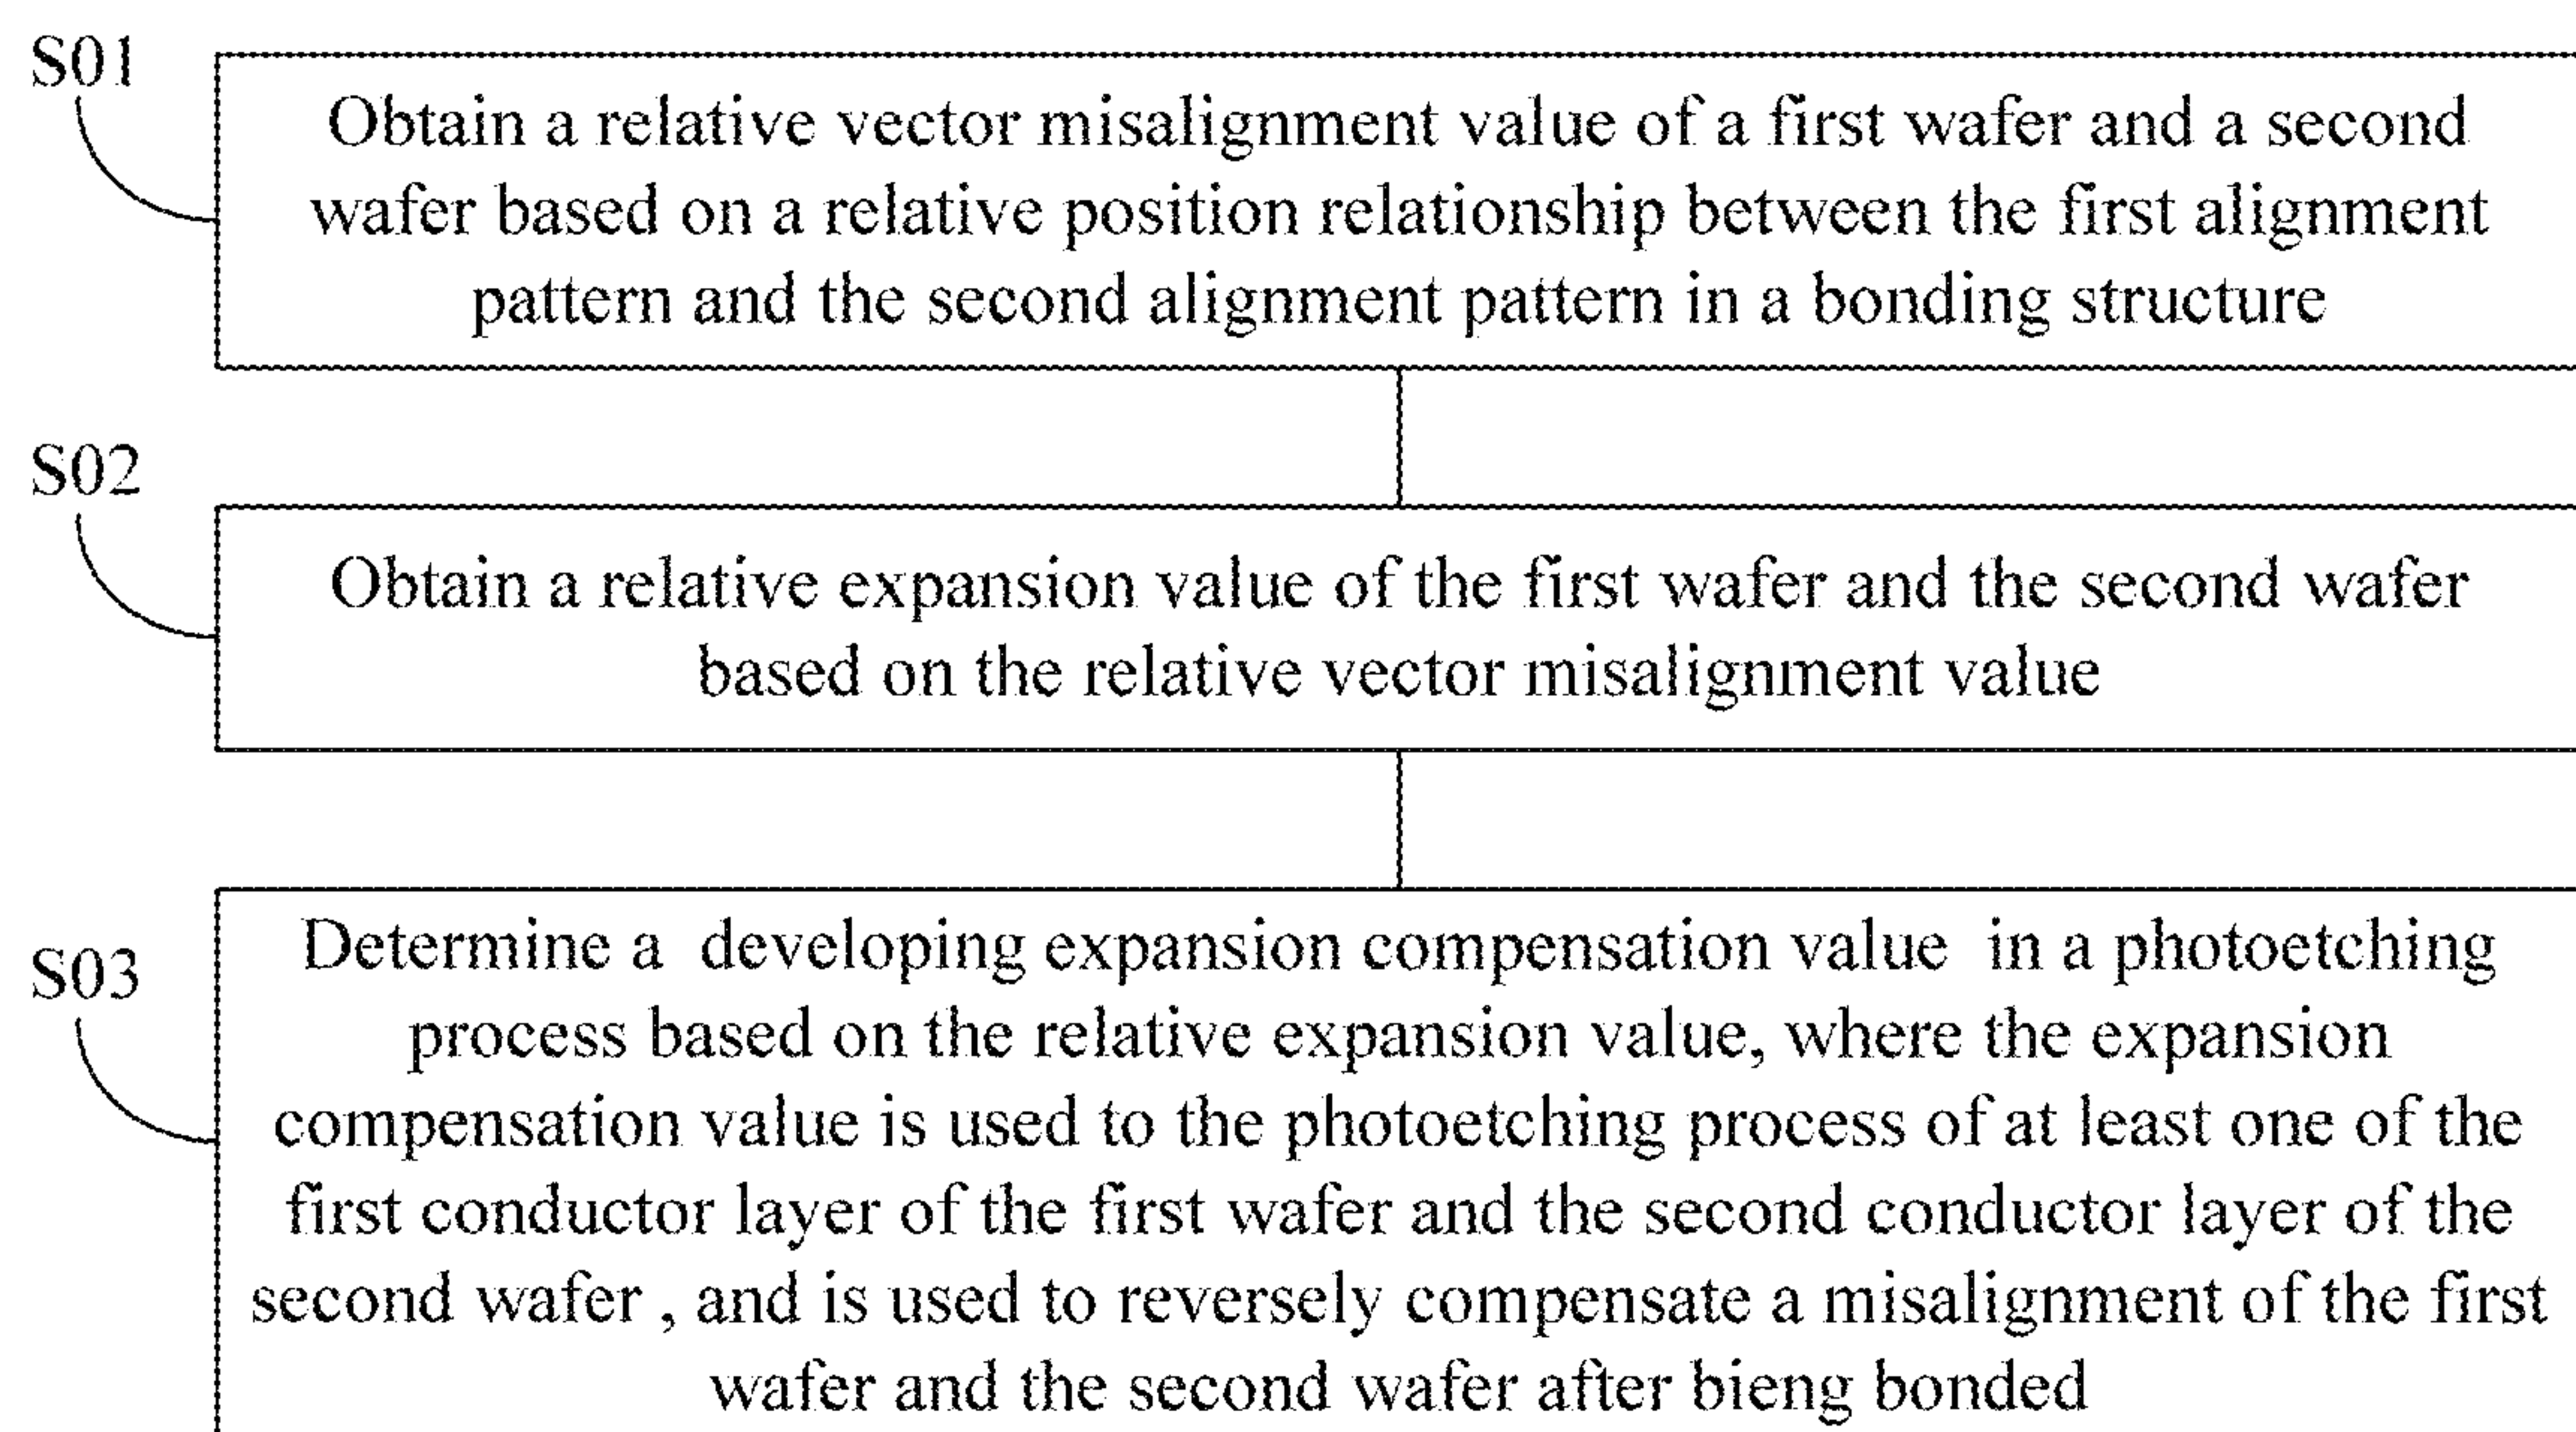 S01
Obtain a relative vector misalignment value of a first wafer and a second
wafer based on a relative position relationship between the first alignment
pattern and the second alignment pattern in a bonding structure
S02
Obtain a relative expansion value of the first wafer and the second wafer
based on the relative vector misalignment value
S03
Determine a developing expansion compensation value in a photoetching
process based on the relative expansion value, where the expansion
compensation value is used to the photoetching process of at least one of the
first conductor layer of the first wafer and the second conductor layer of the
second wafer , and is used to reversely compensate a misalignment of the first
wafer and the second wafer after bieng bonded